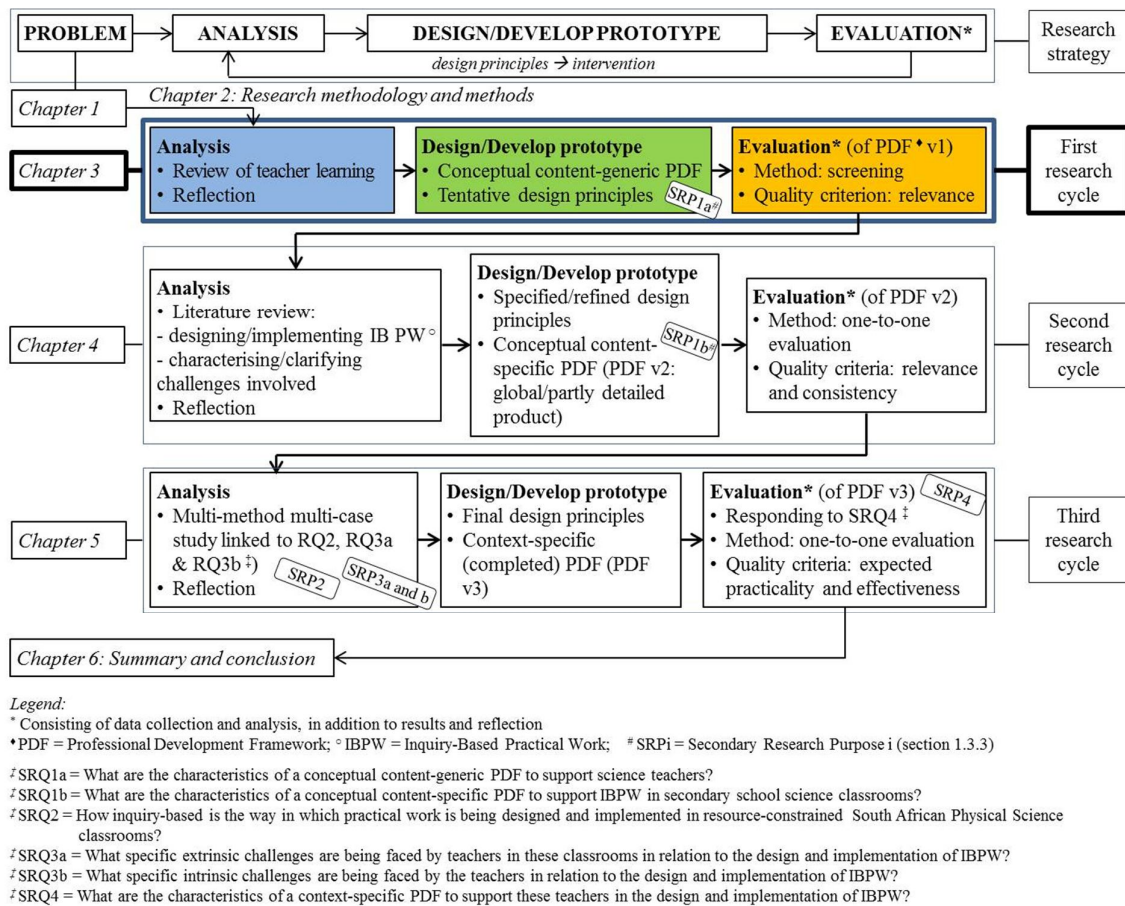 PROBLEM
ANALYSIS
DESIGN/DEVELOP PROTOTYPE
EVALUATION*
design principles → intervention
Research
strategy
Chapter 1
Chapter 2: Research methodology and methods
Chapter 3
Analysis
• Review of teacher learning
• Reflection
Design/Develop prototype
• Conceptual content-generic PDF
• Tentative design principles
SRP1a#
Evaluation* (of PDF♦ v1)
• Method: screening
• Quality criterion: relevance
First
research
cycle
Chapter 4
Analysis
• Literature review:
- designing/implementing IB PW○
- characterising/clarifying
challenges involved
• Reflection
Design/Develop prototype
• Specified/refined design
principles
• Conceptual content-
specific PDF (PDF v2:
global/partly detailed
product)
SRP1b#
Evaluation* (of PDF v2)
• Method: one-to-one
evaluation
• Quality criteria: relevance
and consistency
Second
research
cycle
Chapter 5
Analysis
• Multi-method multi-case
study linked to RQ2, RQ3a
& RQ3b ‡)
• Reflection
SRP2
SRP3a and b
Design/Develop prototype
• Final design principles
• Context-specific
(completed) PDF (PDF
v3)
Evaluation* (of PDF v3)
SRP4
• Responding to SRQ4 ‡
• Method: one-to-one evaluation
• Quality criteria: expected
practicality and effectiveness
Third
research
cycle
Chapter 6: Summary and conclusion
Legend:
* Consisting of data collection and analysis, in addition to results and reflection
♦PDF = Professional Development Framework; ○ IBPW = Inquiry-Based Practical Work; # SRPi = Secondary Research Purpose i (section 1.3.3)
‡SRQ1a = What are the characteristics of a conceptual content-generic PDF to support science teachers?
‡SRQ1b = What are the characteristics of a conceptual content-specific PDF to support IBPW in secondary school science classrooms?
‡SRQ2 = How inquiry-based is the way in which practical work is being designed and implemented in resource-constrained South African Physical Science
classrooms?
‡SRQ3a = What specific extrinsic challenges are being faced by teachers in these classrooms in relation to the design and implementation of IBPW?
‡SRQ3b = What specific intrinsic challenges are being faced by the teachers in relation to the design and implementation of IBPW?
‡SRQ4 = What are the characteristics of a context-specific PDF to support these teachers in the design and implementation of IBPW?